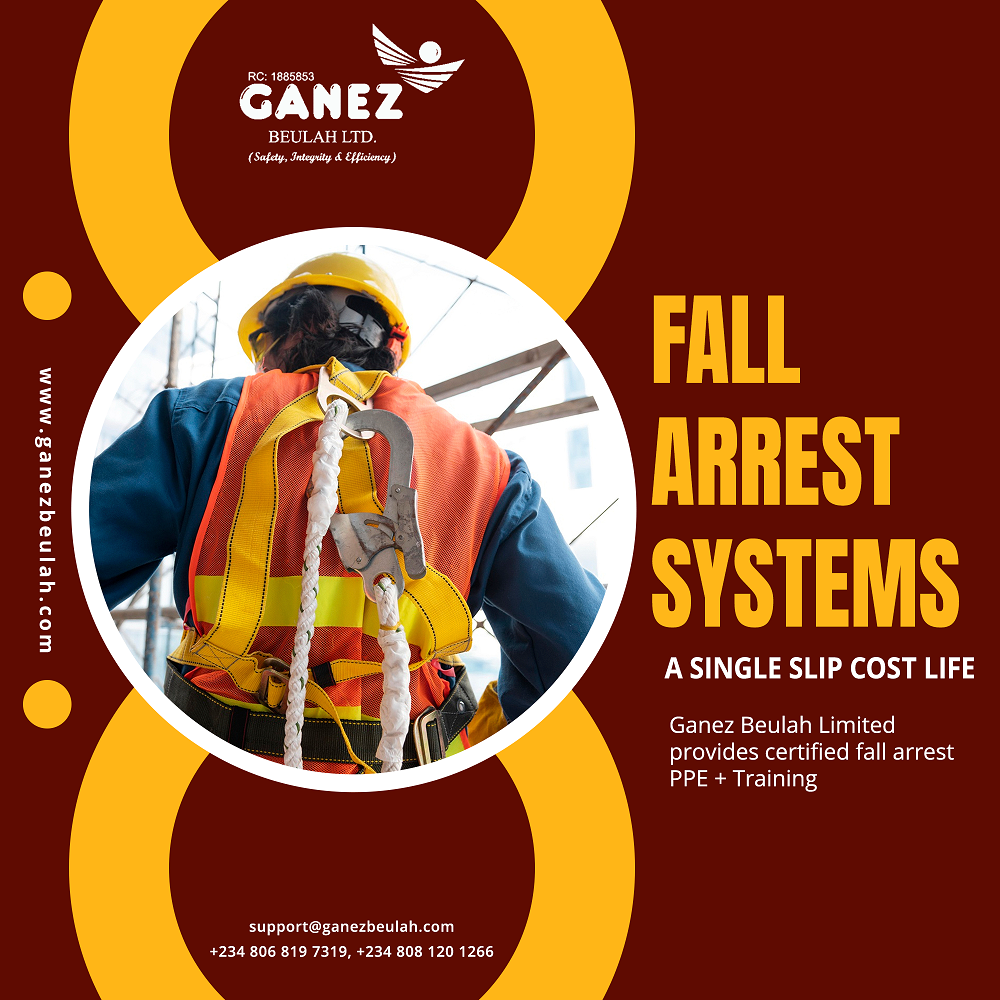 RC: 1885853
GANEZ
BEULAH LTD.
(Safety, Integrity & Efficiency)
www.ganezbeulah.com
FALL
ARREST
SYSTEMS
A SINGLE SLIP COST LIFE
Ganez Beulah Limited
provides certified fall arrest
PPE + Training
support@ganezbeulah.com
+234 806 819 7319, +234 808 120 1266